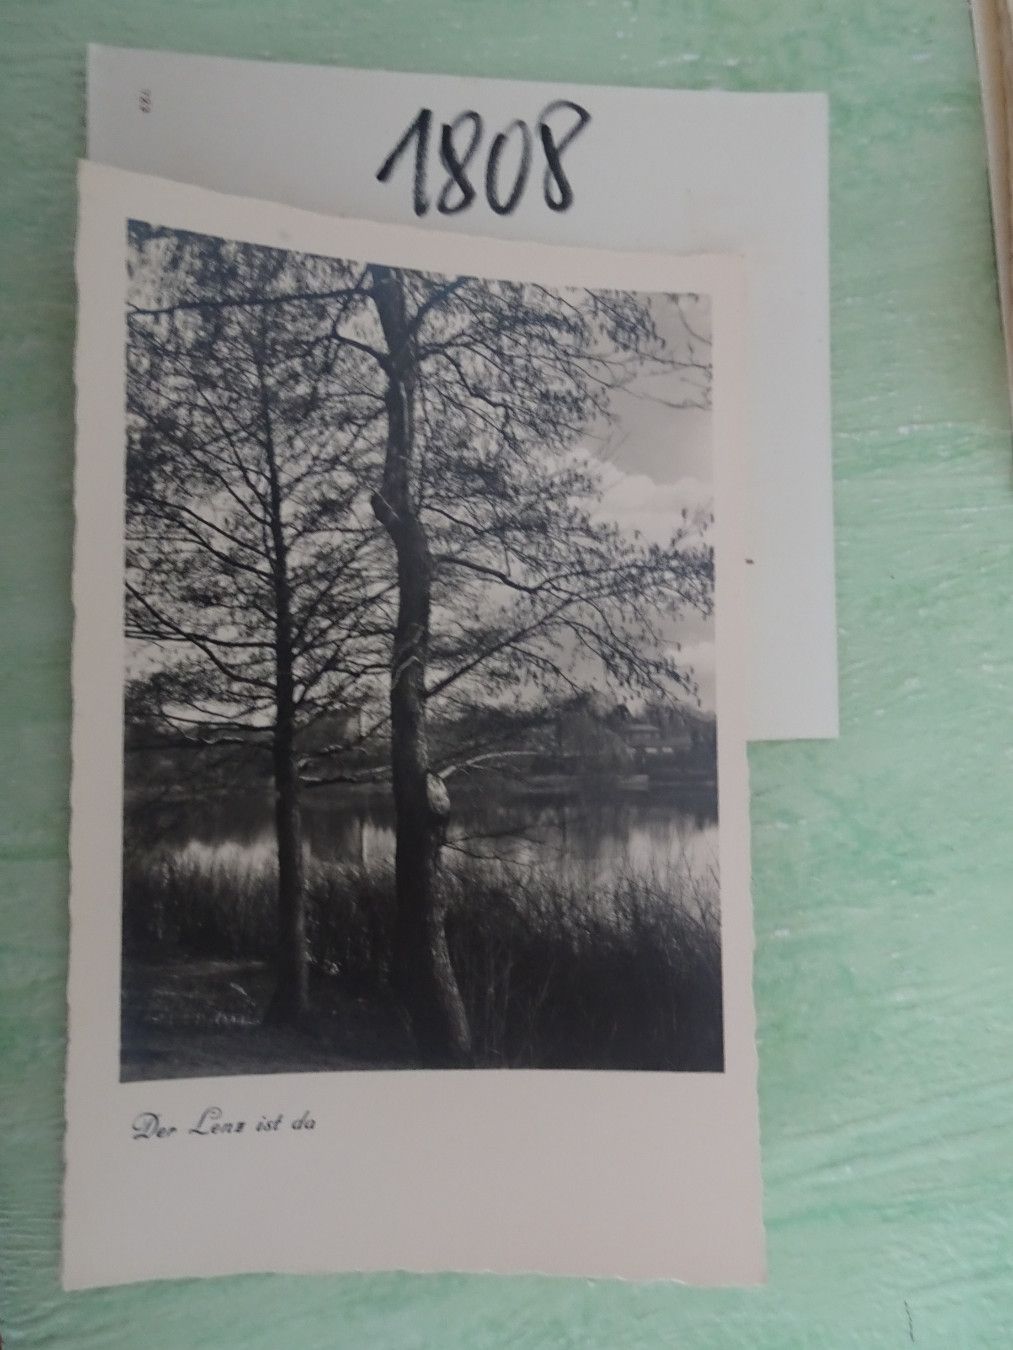 1808
Der Lenz ist da